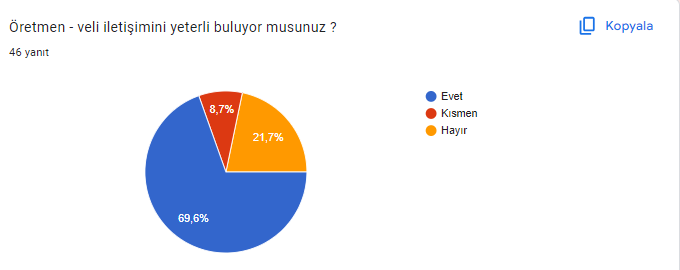 Öretmen - veli iletişimini yeterli buluyor musunuz ?
Kopyala
46 yanıt
Evet
Kısmen
Hayır
8,7%
21,7%
69,6%